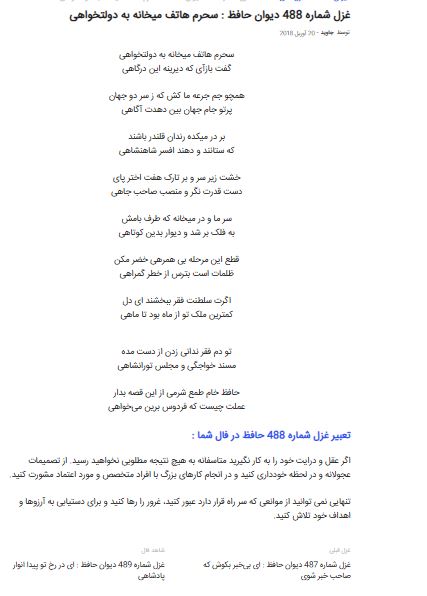 غزل شماره 488 دیوان حافظ : سحرم هاتف میخانه به دولتخواهی
توسط جاوید - 20 آوریل 2018
سحرم هاتف میخانه به دولتخواهی
گفت بازآی که دیرینه این درگاهی
همچو جم جرعه ما کش که ز سر دو جهان
پرتو جام جهان بین دهدت آگاهی
بر در میکده رندان قلندر باشند
که ستانند و دهند افسر شاهنشاهی
خشت زیر سر و بر تارک هفت اختر پای
دست قدرت نگر و منصب صاحب جاهی
سر ما و در میخانه که طرف بامش
به فلک بر شد و دیوار بدین کوتاهی
قطع این مرحله بی همرهی خضر مکن
ظلمات است بترس از خطر گمراهی
اگرت سلطنت فقر ببخشند ای دل
کمترین ملک تو از ماه بود تا ماهی
تو دم فقر ندانی زدن از دست مده
مسند خواجگی و مجلس تورانشاهی
حافظ خام طمع شرمی از این قصه بدار
عملت چیست که فردوس برین می‌خواهی
تعبیر غزل شماره 488 حافظ در فال شما :
اگر عقل و درایت خود را به کار نگیرید متاسفانه به هیچ نتیجه مطلوبی نخواهید رسید. از تصمیمات
عجولانه و در لحظه خودداری کنید و در انجام کارهای بزرگ با افراد متخصص و مورد اعتماد مشورت کنید.
تنهایی نمی توانید از موانعی که سر راه قرار دارد عبور کنید، غرور را رها کنید و برای دستیابی به آرزوها و
اهداف خود تلاش کنید.
غزل قبلی
غزل شماره 487 دیوان حافظ : ای بی‌خبر بکوش که
صاحب خبر شوی
شاهد فال
غزل شماره 489 دیوان حافظ : ای در رخ تو پیدا انوار
پادشاهی